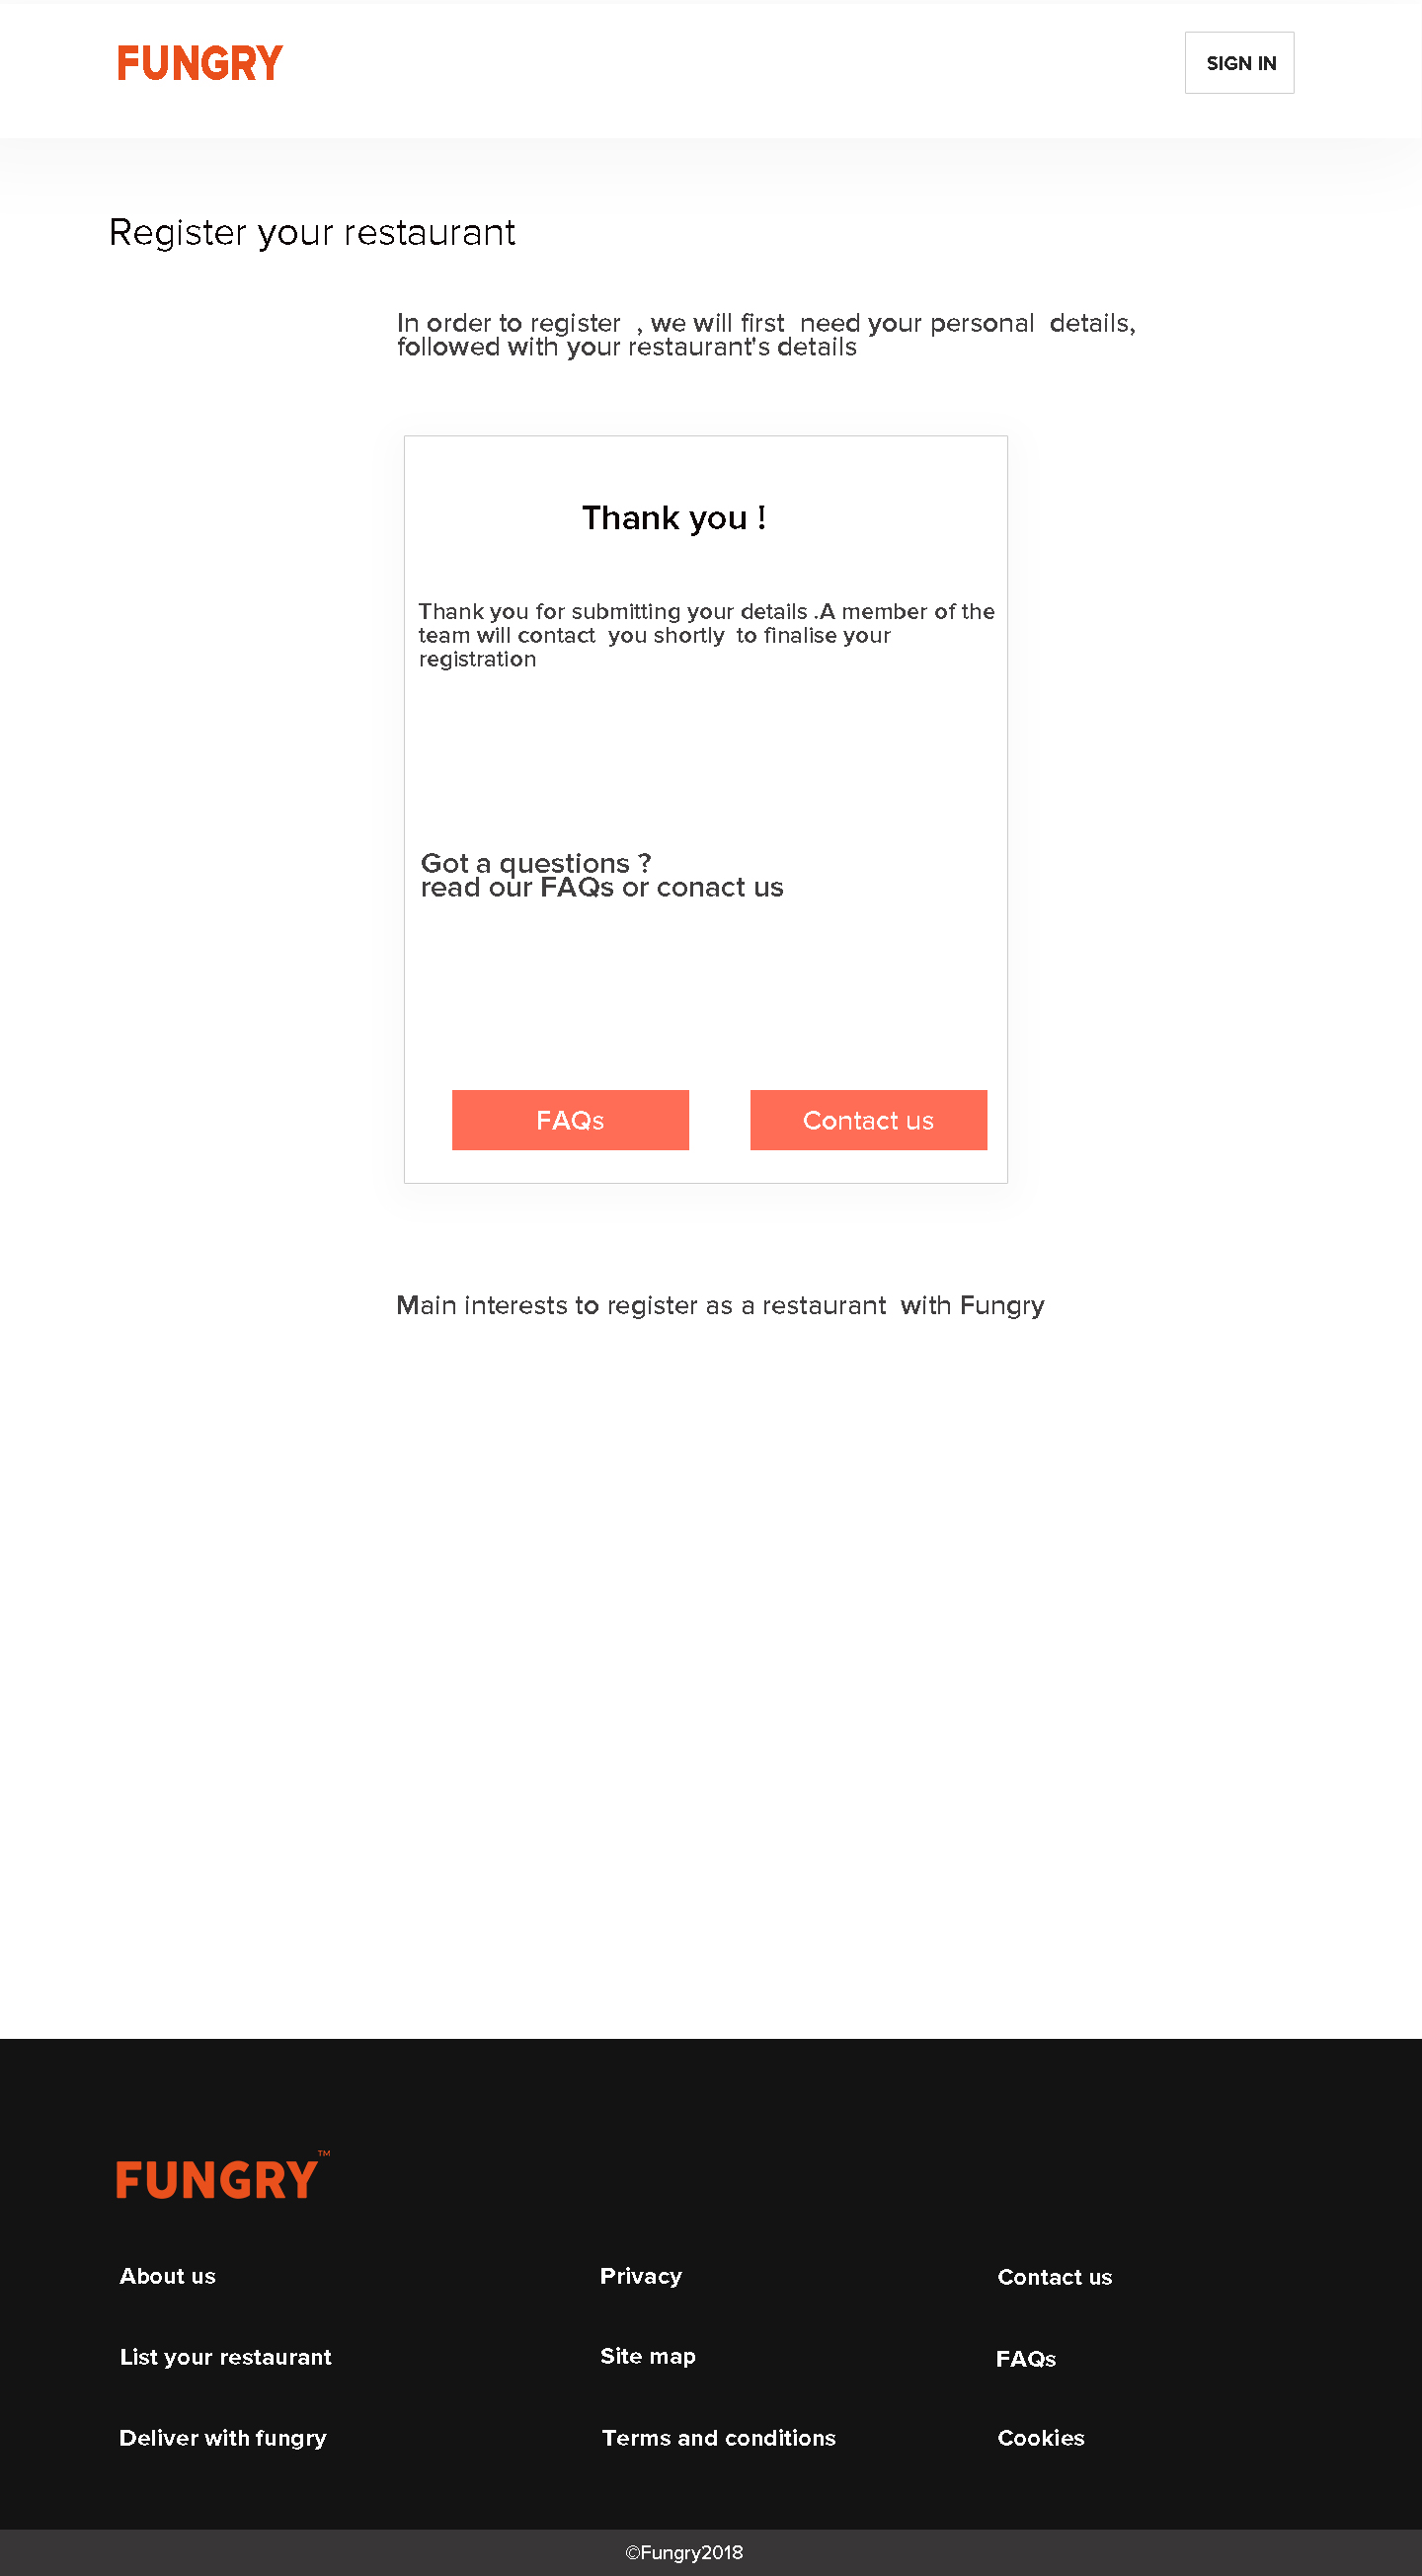 FUNGRY
SIGN IN
Register your restaurant
In order to register , we will first need your personal details,
followed with your restaurant's details
Thank you !
Thank you for submitting your details .A member of the
team will contact you shortly to finalise your
registration
Got a questions ?
read our FAQs or conact us
FAQs
Contact us
Main interests to register as a restaurant with Fungry
FUNGRY™
About us
Privacy
Contact us
List your restaurant
Site map
FAQs
Deliver with fungry
Terms and conditions
Cookies
©Fungry2018